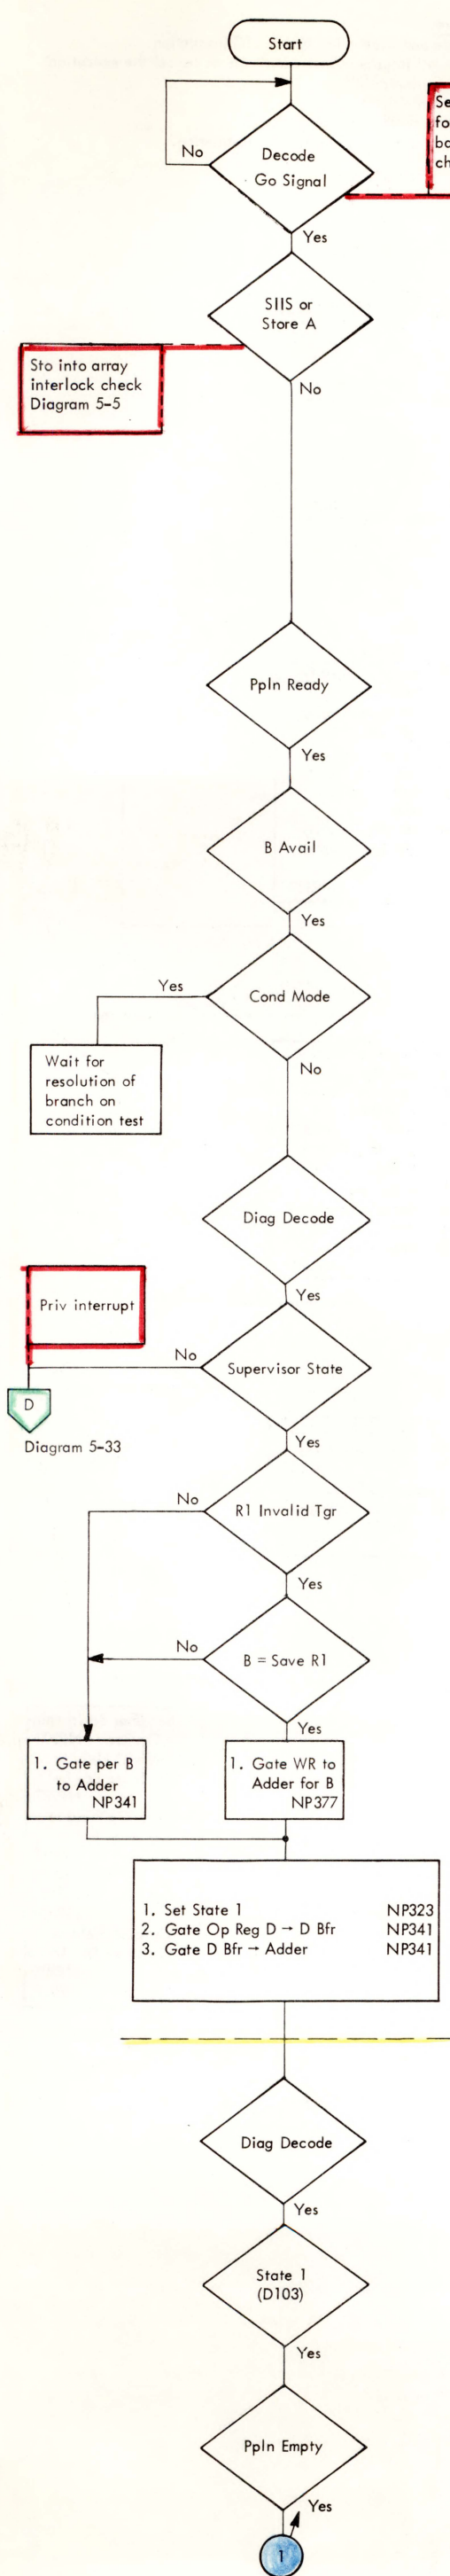 Start
Se
fo
ba
ch
No
Decode
Go Signal
Yes
SIIS or
Store A
Sto into array
interlock check
Diagram 5-5
No
Ppln Ready
Yes
B Avail
Yes
Yes
Cond Mode
Wait for
resolution of
branch on
condition test
No
Diag Decode
Yes
Priv interrupt
No
Supervisor State
D
Diagram 5-33
Yes
No
R1 Invalid Tgr
Yes
No
B = Save R1
Yes
1. Gate per B
to Adder
NP341
1. Gate WR to
Adder for B
NP377
1. Set State 1 NP323
2. Gate Op Reg D → D Bfr NP341
3. Gate D Bfr → Adder NP341
Diag Decode
Yes
State 1
(D103)
Yes
Ppln Empty
Yes
1